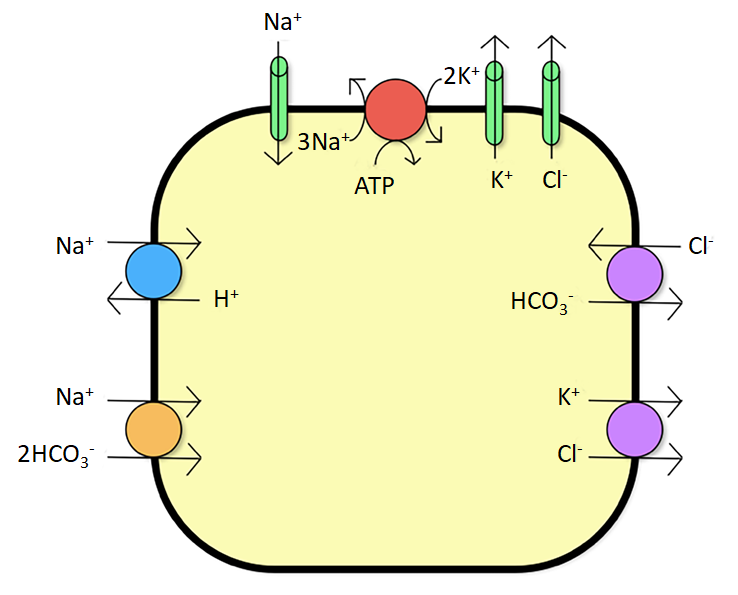 Na⁺
2K⁺
3Na⁺
ATP
K⁺
Cl⁻
Na⁺
H⁺
Cl⁻
HCO₃⁻
Na⁺
2HCO₃⁻
K⁺
Cl⁻